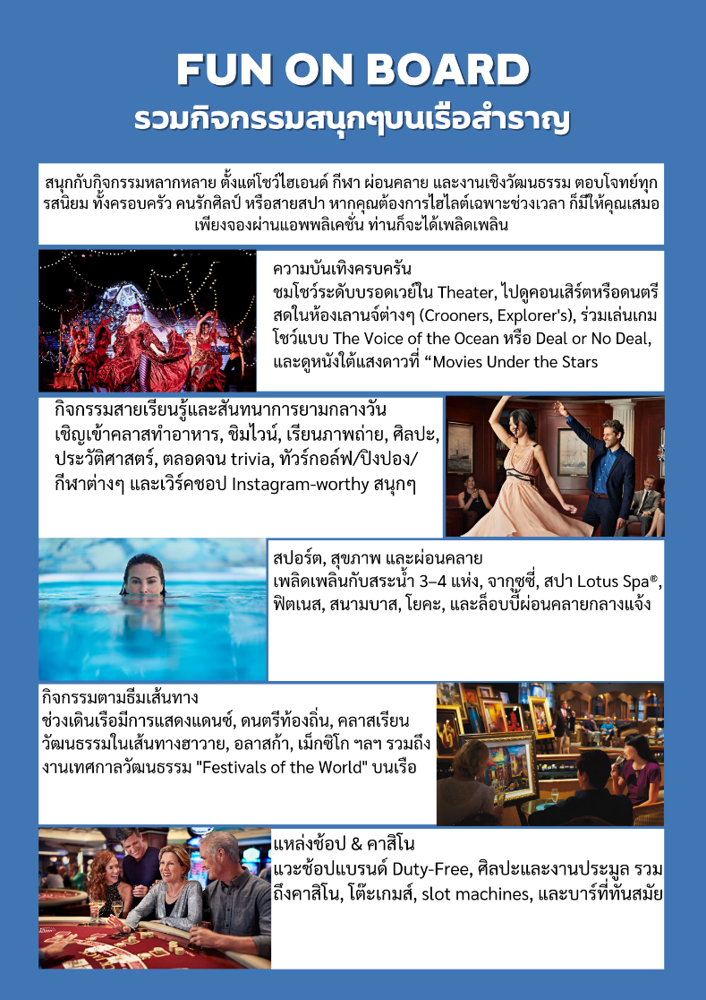 FUN ON BOARD
รวมกิจกรรมสนุกๆบนเรือสำราญ
สนุกกับกิจกรรมหลากหลาย ตั้งแต่โชว์ไฮเอนด์ กีฬา ผ่อนคลาย และงานเชิงวัฒนธรรม ตอบโจทย์ทุก
รสนิยม ทั้งครอบครัว คนรักศิลป์ หรือสายสปา หากคุณต้องการไฮไลต์เฉพาะช่วงเวลา ก็มีให้คุณเสมอ
เพียงจองผ่านแอพพลิเคชั่น ท่านก็จะได้เพลิดเพลิน
ความบันเทิงครบครัน
ชมโชว์ระดับบรอดเวย์ใน Theater, ไปดูคอนเสิร์ตหรือดนตรี
สดในห้องเลานจ์ต่างๆ (Crooners, Explorer's), ร่วมเล่นเกม
โชว์แบบ The Voice of the Ocean หรือ Deal or No Deal,
และดูหนังใต้แสงดาวที่ “Movies Under the Stars
กิจกรรมสายเรียนรู้และสันทนาการยามกลางวัน
เชิญเข้าคลาสทำอาหาร, ชิมไวน์, เรียนภาพถ่าย, ศิลปะ,
ประวัติศาสตร์, ตลอดจน trivia, ทัวร์กอล์ฟ/ปิงปอง/
กีฬาต่างๆ และเวิร์คชอป Instagram-worthy สนุกๆ
สปอร์ต, สุขภาพ และผ่อนคลาย
เพลิดเพลินกับสระน้ำ 3–4 แห่ง, จากุซซี่, สปา Lotus Spa®,
ฟิตเนส, สนามบาส, โยคะ, และล็อบบี้ผ่อนคลายกลางแจ้ง
กิจกรรมตามธีมเส้นทาง
ช่วงเดินเรือมีการแสดงแดนซ์, ดนตรีท้องถิ่น, คลาสเรียน
วัฒนธรรมในเส้นทางฮาวาย, อลาสก้า, เม็กซิโก ฯลฯ รวมถึง
งานเทศกาลวัฒนธรรม "Festivals of the World" บนเรือ
แหล่งช้อป & คาสิโน
แวะช้อปแบรนด์ Duty-Free, ศิลปะและงานประมูล รวม
ถึงคาสิโน, โต๊ะเกมส์, slot machines, และบาร์ที่ทันสมัย